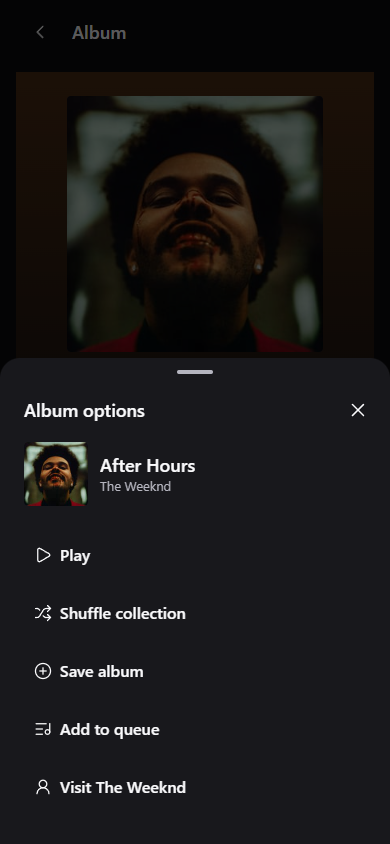 Album
Album options
After Hours
The Weeknd
Play
Shuffle collection
Save album
Add to queue
Visit The Weeknd